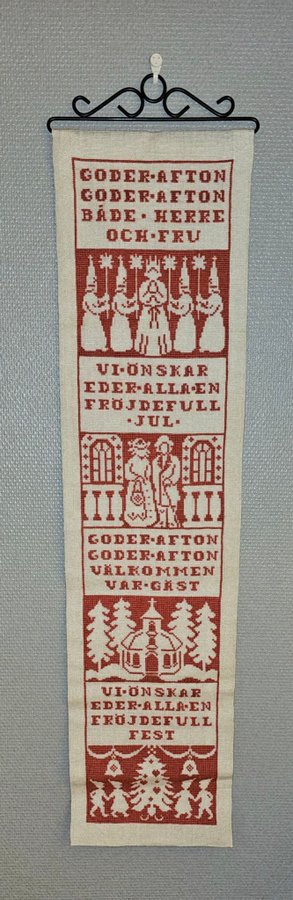 GODER·AFTON
GODER·AFTON
BÅDE·HERRE
OCH·FRU
VI·ÖNSKAR
EDER·ALLA·EN
FRÖJDEFULL
·JUL·
GODER·AFTON
GODER·AFTON
VÄLKOMMEN
VAR·GÄST
VI·ÖNSKAR
EDER·ALLA·EN
FRÖJDEFULL
FEST